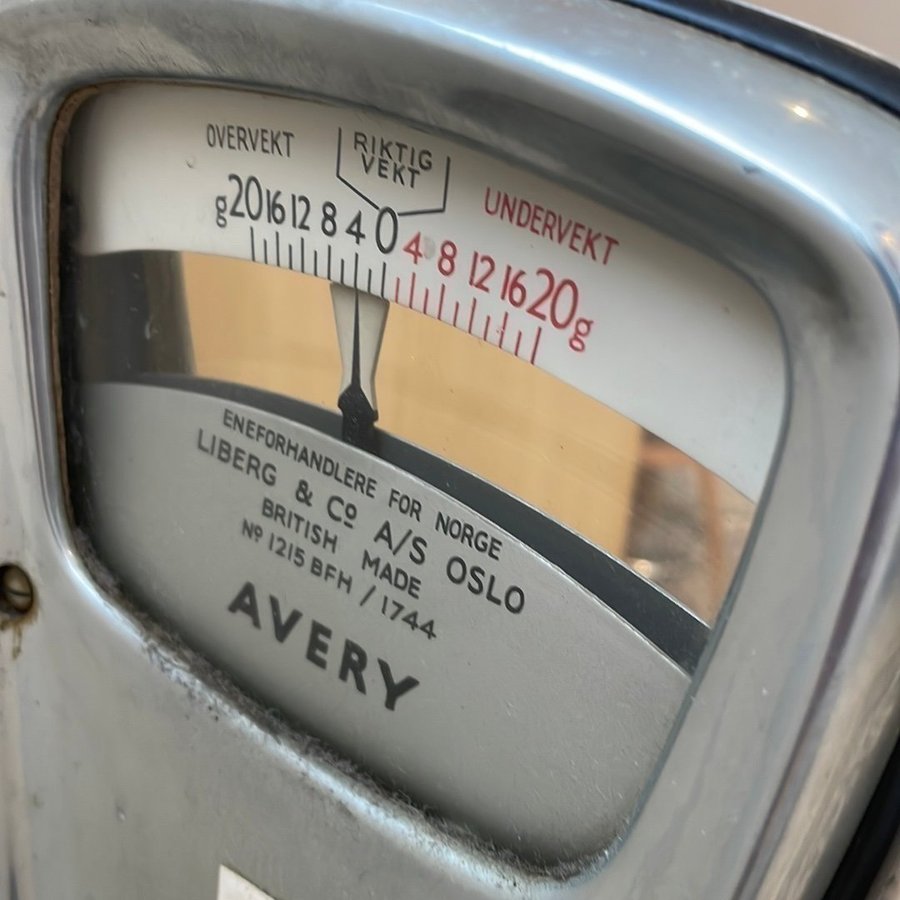 OVERVEKT
RIKTIG
VEKT
UNDERVEKT
g 20 16 12 8 4 0 4 8 12 16 20 g
ENEFORHANDLERE FOR NORGE
LIBERG & Co A/S OSLO
BRITISH MADE
No 1215 BFH / 1744
AVERY